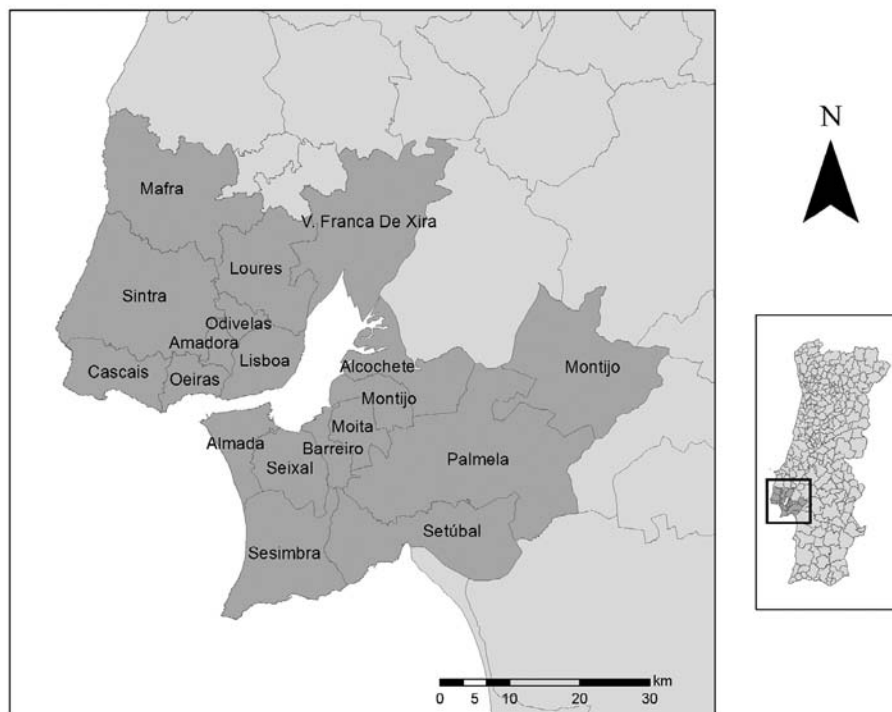 N
Mafra
V. Franca De Xira
Loures
Sintra
Odivelas
Amadora
Lisboa
Cascais
Oeiras
Alcochete
Montijo
Montijo
Moita
Almada
Barreiro
Seixal
Palmela
Setúbal
Sesimbra
km
0 5 10 20 30